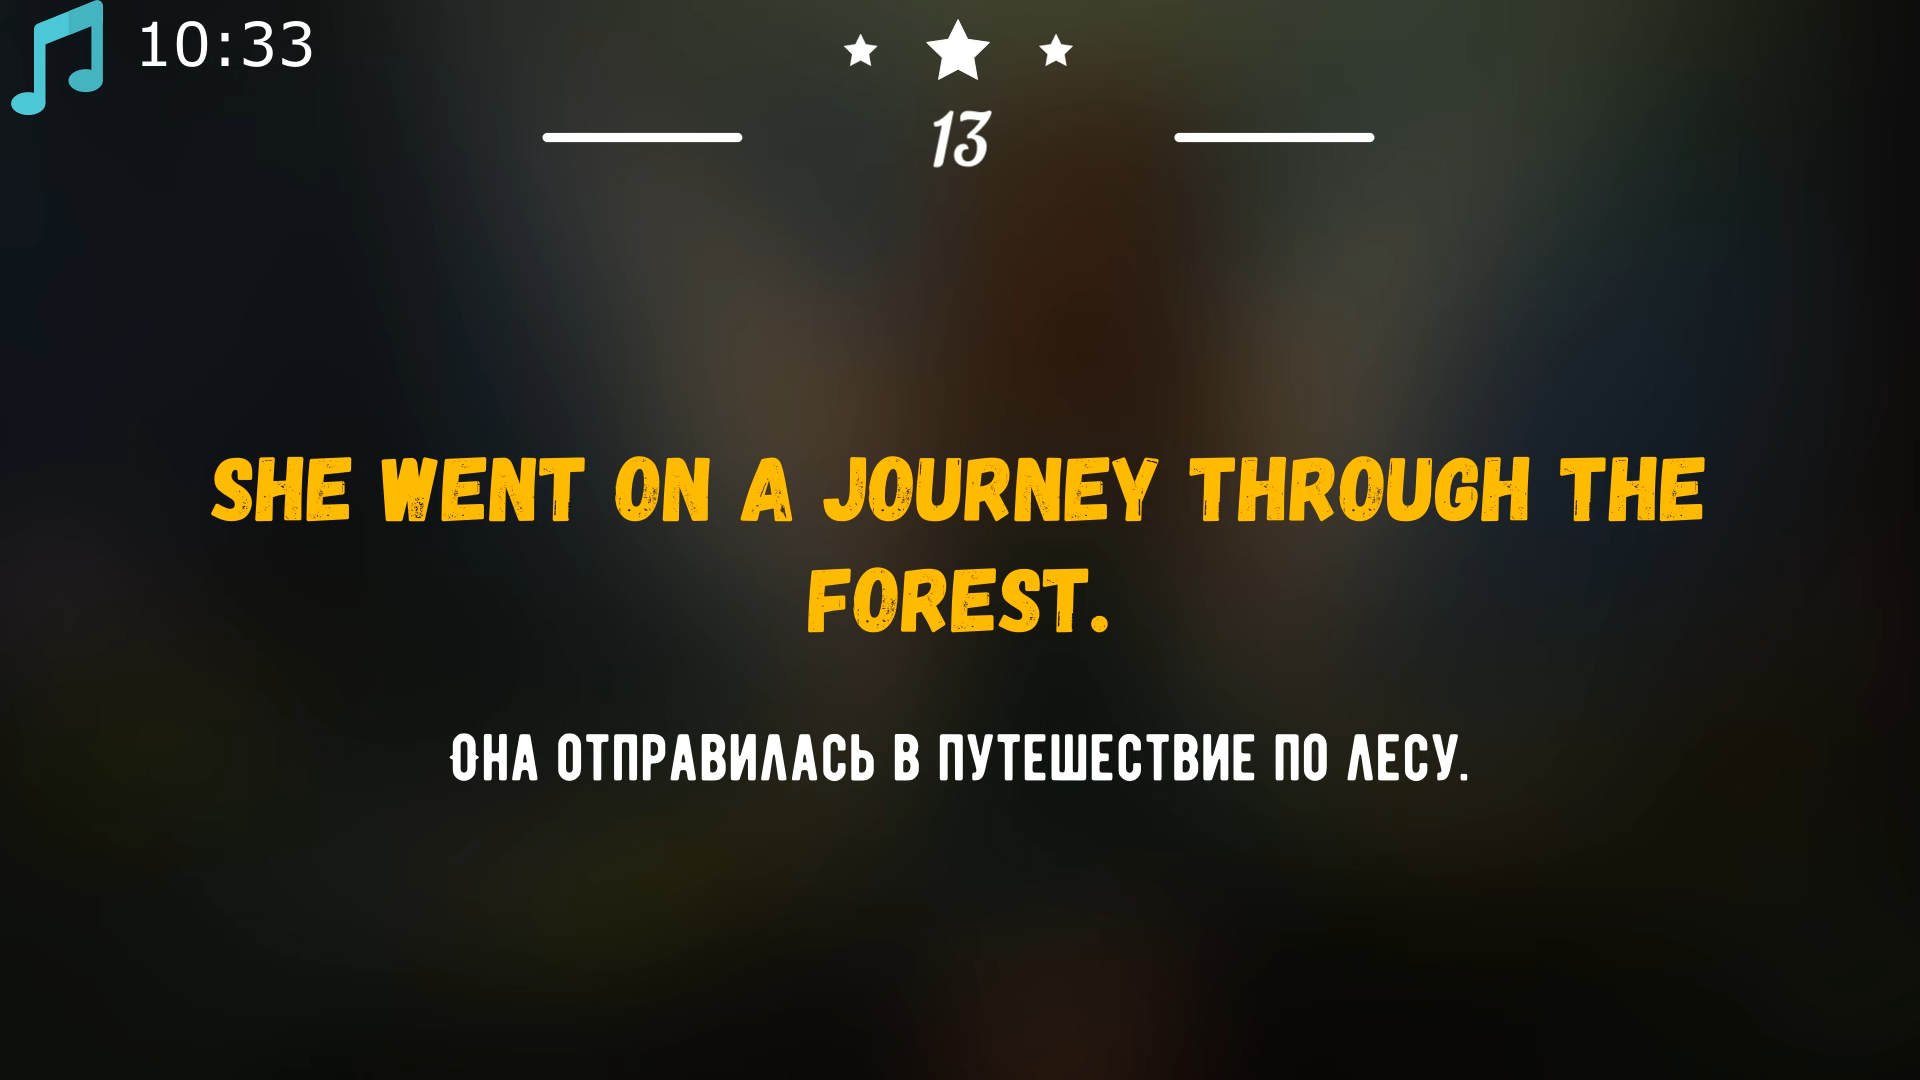 10:33
13
SHE WENT ON A JOURNEY THROUGH THE
FOREST.
ОНА ОТПРАВИЛАСЬ В ПУТЕШЕСТВИЕ ПО ЛЕСУ.